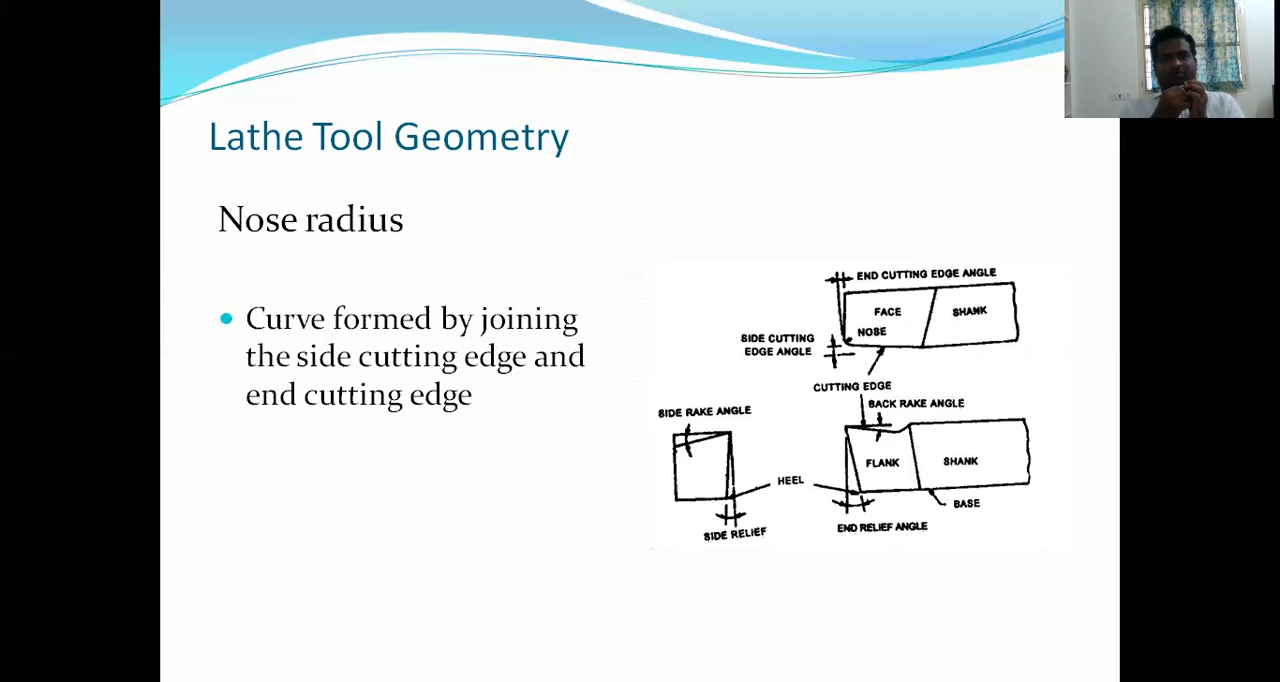 Lathe Tool Geometry
Nose radius
Curve formed by joining
the side cutting edge and
end cutting edge
END CUTTING EDGE ANGLE
FACE
SHANK
NOSE
SIDE CUTTING
EDGE ANGLE
CUTTING EDGE
BACK RAKE ANGLE
SIDE RAKE ANGLE
FLANK
SHANK
HEEL
BASE
END RELIEF ANGLE
SIDE RELIEF